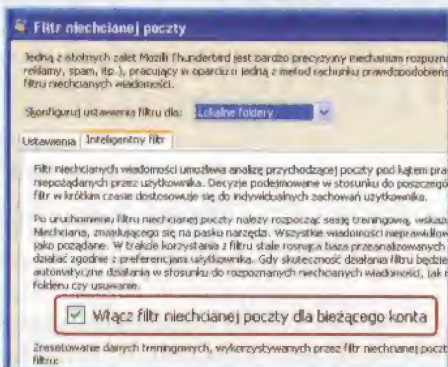 Filtr niechcianej poczty
Jedną z istotnych zalet Mozilli Thunderbird jest bardzo precyzyjny mechanizm rozpozn
reklamy, spam, itp.), pracujący w oparciu o jedną z metod rachunku prawdopodobieńs
filtru niechcianych wiadomości.
Skonfiguruj ustawienia filtru dla: Lokalne foldery
Ustawienia Inteligentny filtr
Filtr niechcianych wiadomości umożliwia analizę przychodzącej poczty pod kątem pra
niepożądanych przez użytkownika. Decyzje podejmowane w stosunku do poszczegó
filtr w krótkim czasie dostosowuje się do indywidualnych zachowań użytkownika.
Po uruchomieniu filtru niechcianej poczty należy rozpocząć sesję treningową, wskazu
Niechciana, znajdującego się na pasku narzędzi. Wszystkie wiadomości nieprawidłow
jako pożądane. W trakcie korzystania z filtru stale rosnąca baza przeanalizowanych
działać zgodnie z preferencjami użytkownika. Gdy skuteczność działania filtru będzie
automatyczne działania w stosunku do rozpoznanych niechcianych wiadomości, jak n
folderu czy usuwanie.
Włącz filtr niechcianej poczty dla bieżącego konta
Zresetowanie danych treningowych, wykorzystywanych przez filtr niechcianej poczt
filtru: